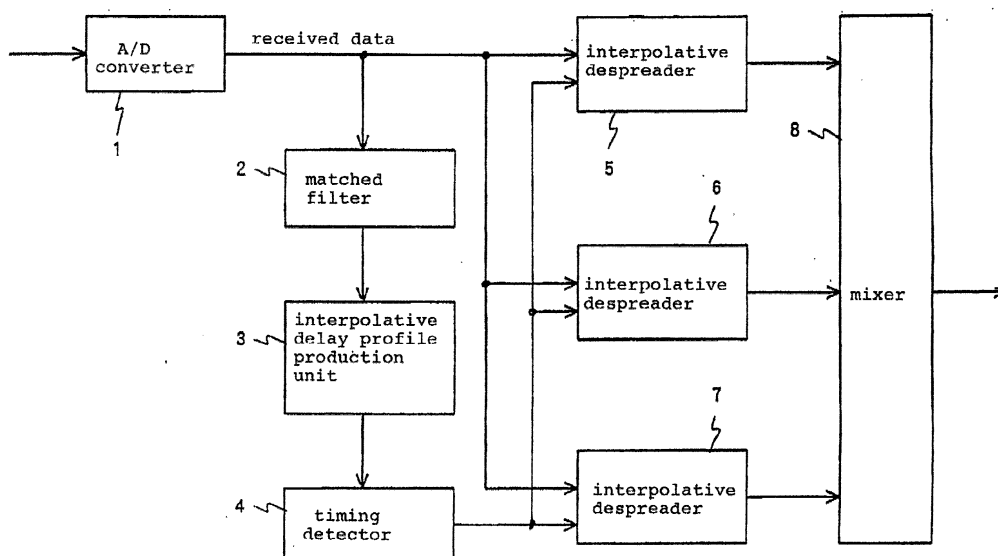 A/D
converter
1
received data
interpolative
despreader
5
8
2
matched
filter
6
interpolative
despreader
mixer
3
interpolative
delay profile
production
unit
7
interpolative
despreader
4
timing
detector